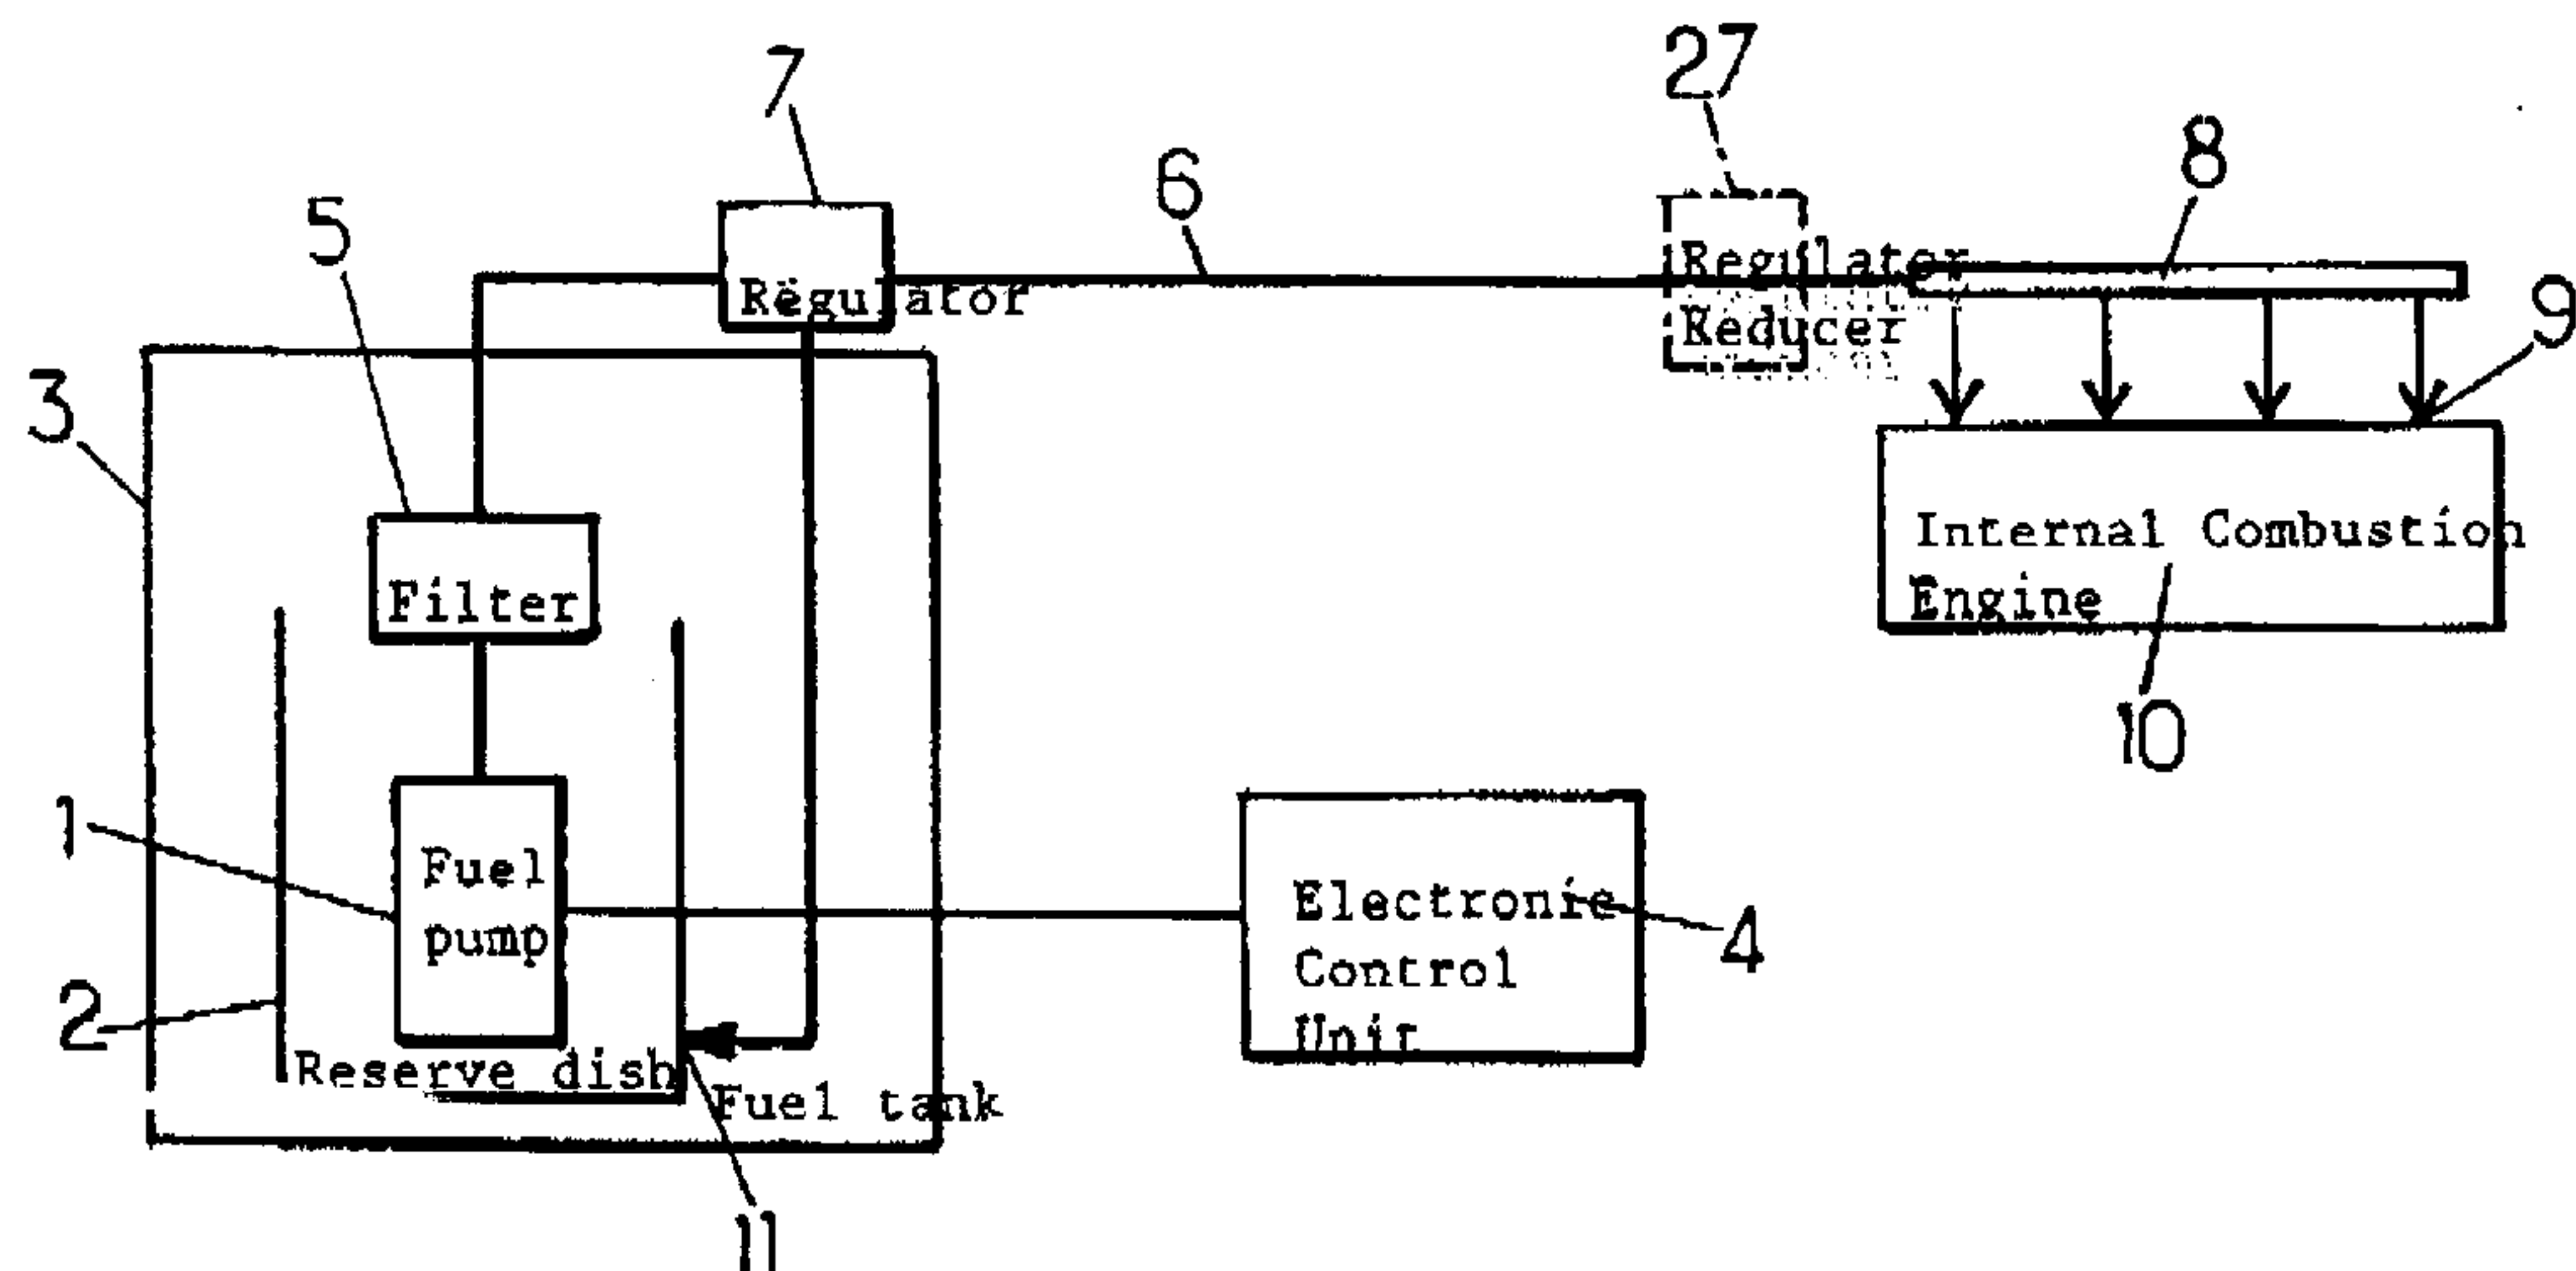 27
7
8
6
5
Regulator
Regulator
Reducer
9
3
Filter
Internal Combustion
Engine
10
1
Fuel
pump
Electronic
Control
Unit
4
2
Reserve dish
Fuel tank
11